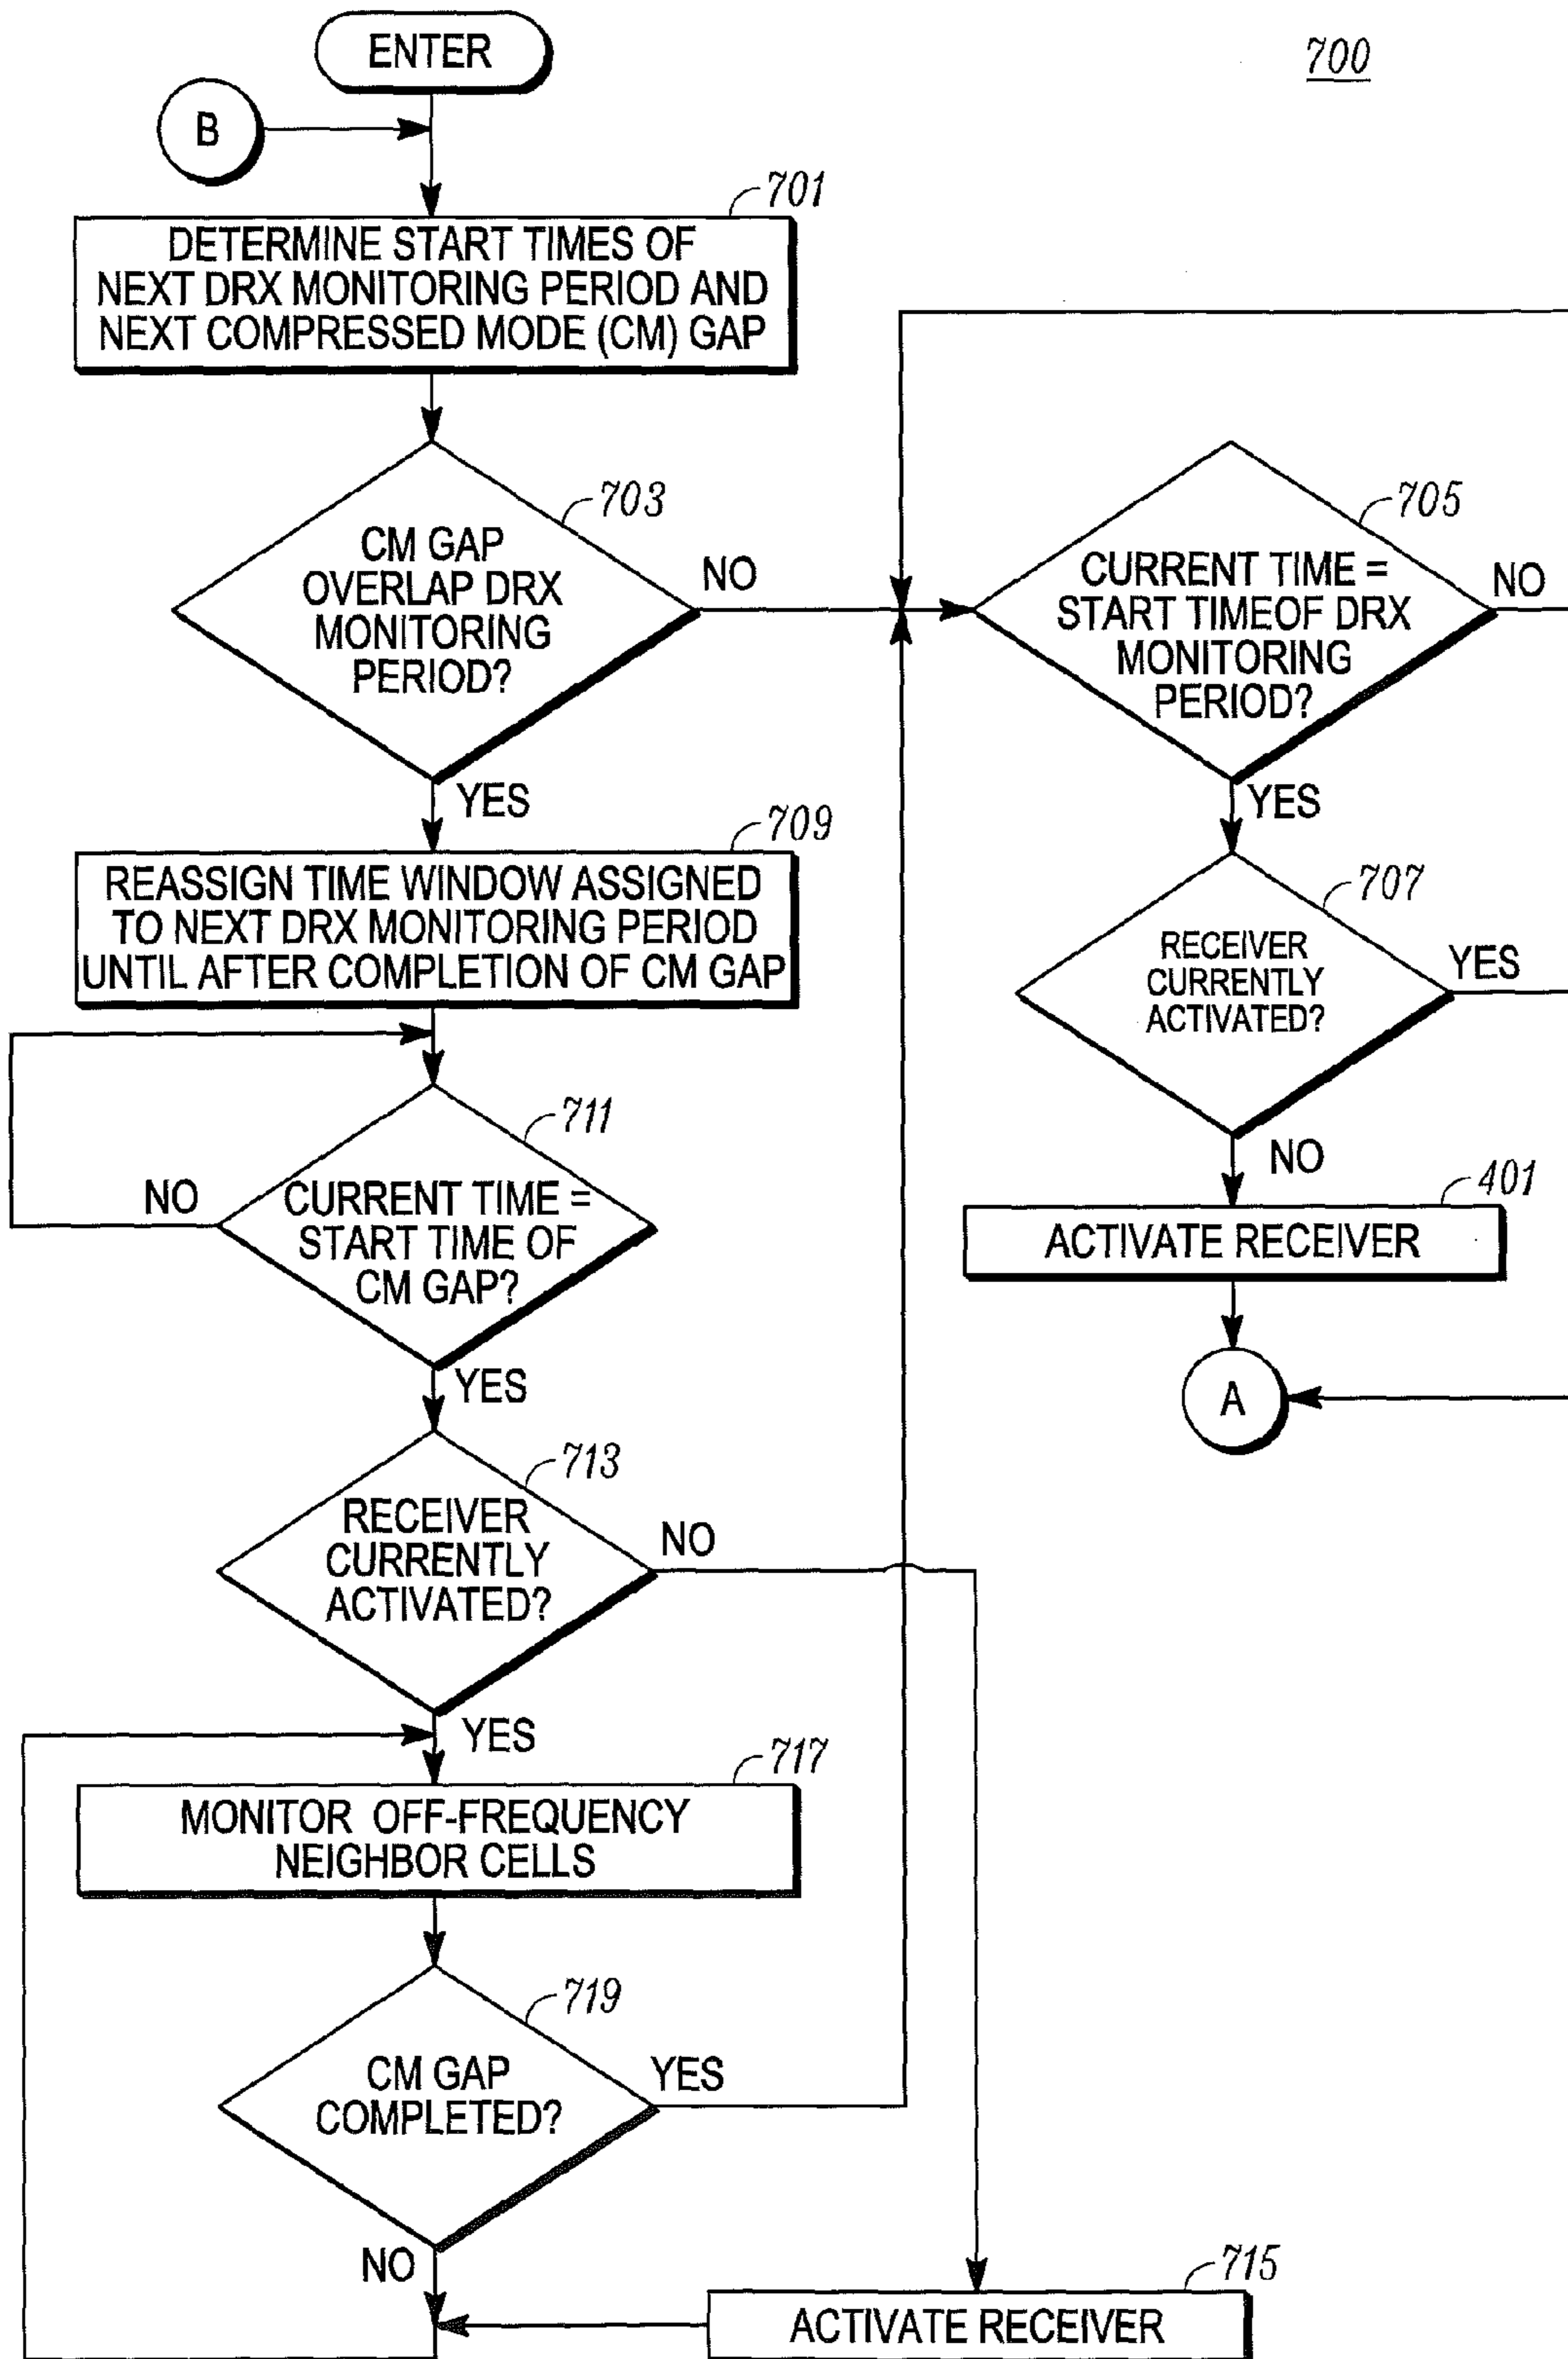 ENTER
700
B
701
DETERMINE START TIMES OF
NEXT DRX MONITORING PERIOD AND
NEXT COMPRESSED MODE (CM) GAP
703
CM GAP
OVERLAP DRX
MONITORING
PERIOD?
NO
YES
705
CURRENT TIME =
START TIMEOF DRX
MONITORING
PERIOD?
NO
YES
709
REASSIGN TIME WINDOW ASSIGNED
TO NEXT DRX MONITORING PERIOD
UNTIL AFTER COMPLETION OF CM GAP
707
RECEIVER
CURRENTLY
ACTIVATED?
YES
NO
401
ACTIVATE RECEIVER
A
711
CURRENT TIME =
START TIME OF
CM GAP?
NO
YES
713
RECEIVER
CURRENTLY
ACTIVATED?
NO
YES
717
MONITOR OFF-FREQUENCY
NEIGHBOR CELLS
719
CM GAP
COMPLETED?
YES
NO
715
ACTIVATE RECEIVER